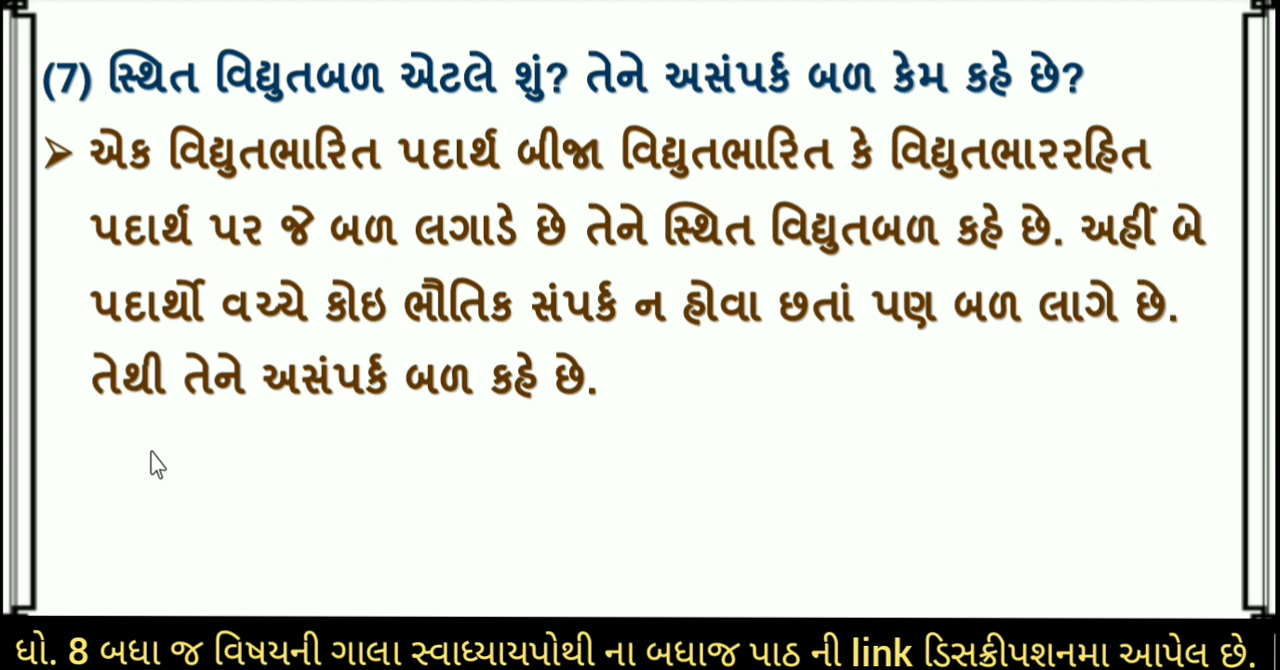 (7) સ્થિત વિદ્યુતબળ એટલે શું? તેને અસંપર્ક બળ કેમ કહે છે?
➢ એક વિદ્યુતભારિત પદાર્થ બીજા વિદ્યુતભારિત કે વિદ્યુતભારરહિત
પદાર્થ પર જે બળ લગાડે છે તેને સ્થિત વિદ્યુતબળ કહે છે. અહીં બે
પદાર્થો વચ્ચે કોઇ ભૌતિક સંપર્ક ન હોવા છતાં પણ બળ લાગે છે.
તેથી તેને અસંપર્ક બળ કહે છે.
ધો. 8 બધા જ વિષયની ગાલા સ્વાધ્યાયપોથી ના બધાજ પાઠ ની link ડિસક્રીપશનમા આપેલ છે.